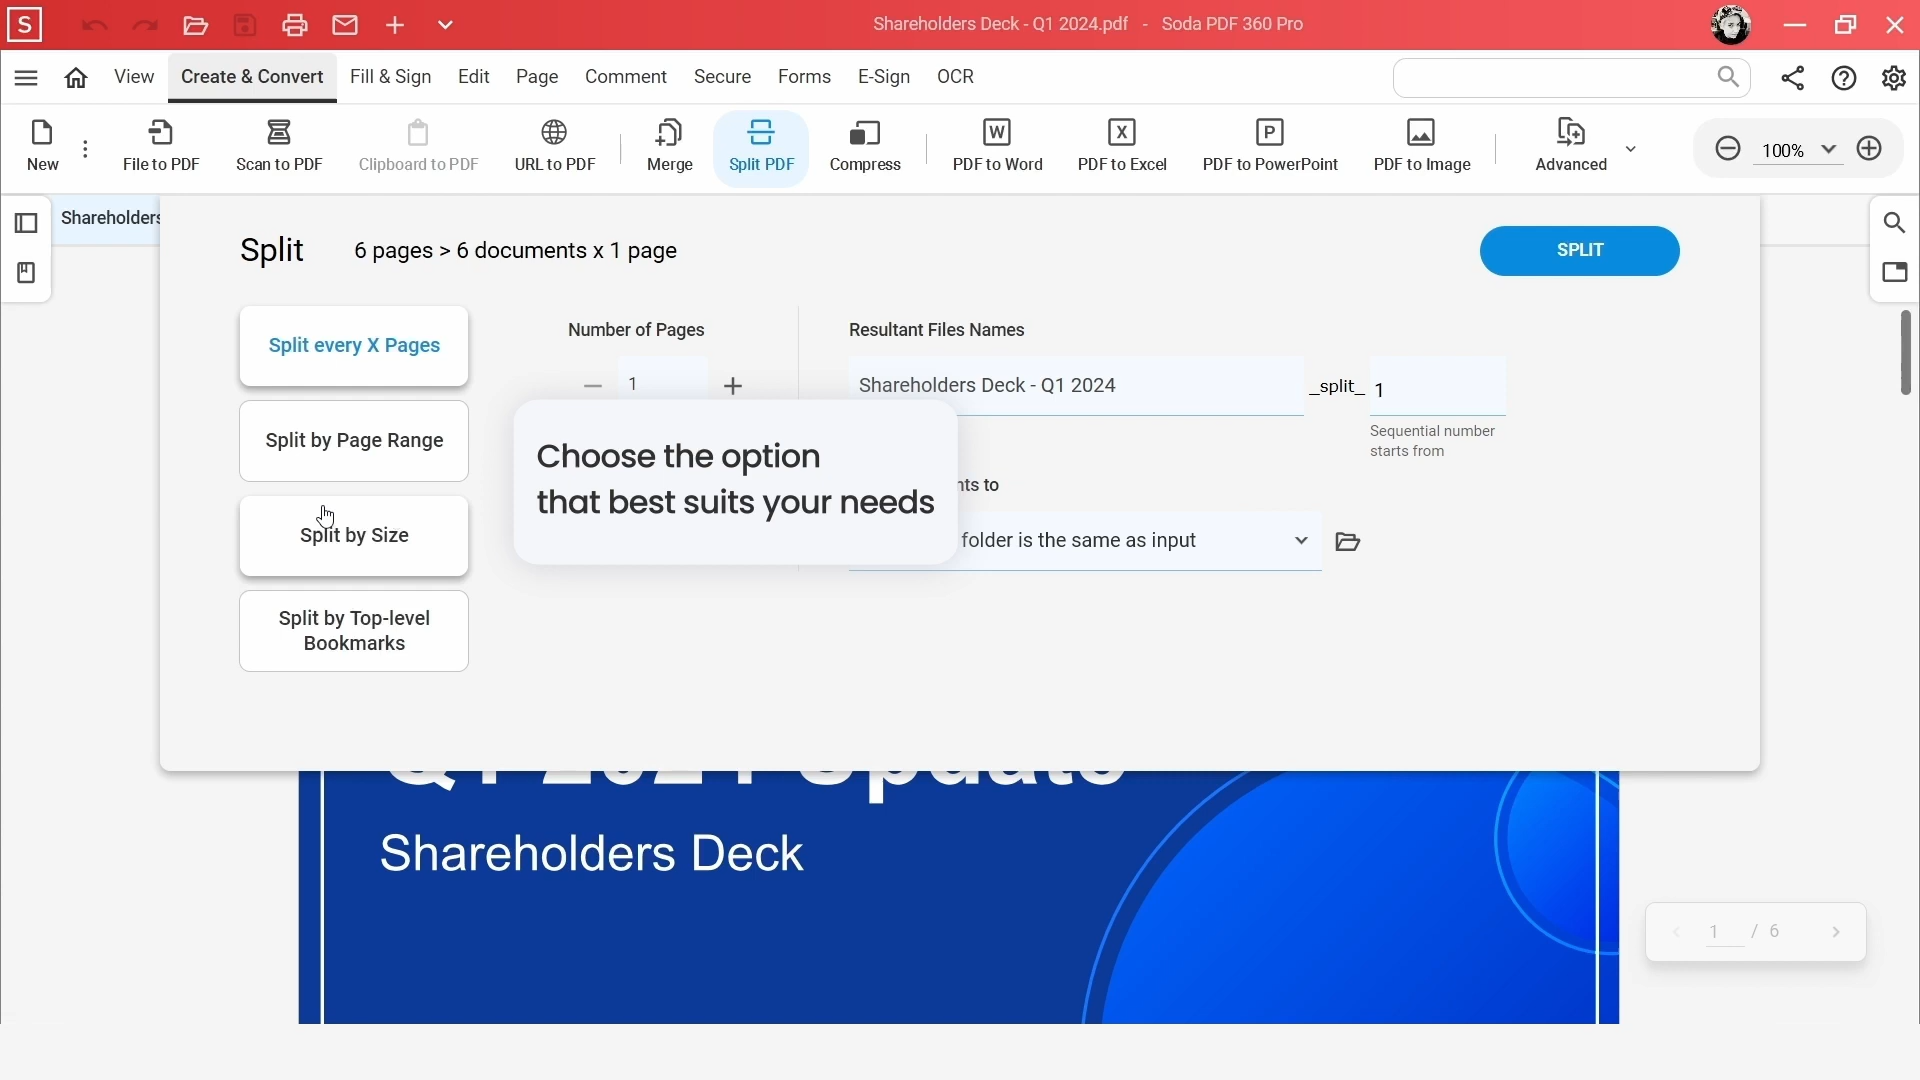 S
Shareholders Deck - Q1 2024.pdf - Soda PDF 360 Pro
View
Create & Convert
Fill & Sign
Edit
Page
Comment
Secure
Forms
E-Sign
OCR
New
File to PDF
Scan to PDF
Clipboard to PDF
URL to PDF
Merge
Split PDF
Compress
W
PDF to Word
X
PDF to Excel
P
PDF to PowerPoint
PDF to Image
Advanced
100%
Shareholders
Split
6 pages > 6 documents x 1 page
SPLIT
Split every X Pages
Split by Page Range
Split by Size
Split by Top-level
Bookmarks
Number of Pages
1
Resultant Files Names
Shareholders Deck - Q1 2024
_split_
1
Sequential number
starts from
Choose the option
that best suits your needs
to
folder is the same as input
Q1 2024 Update
Shareholders Deck
1 / 6